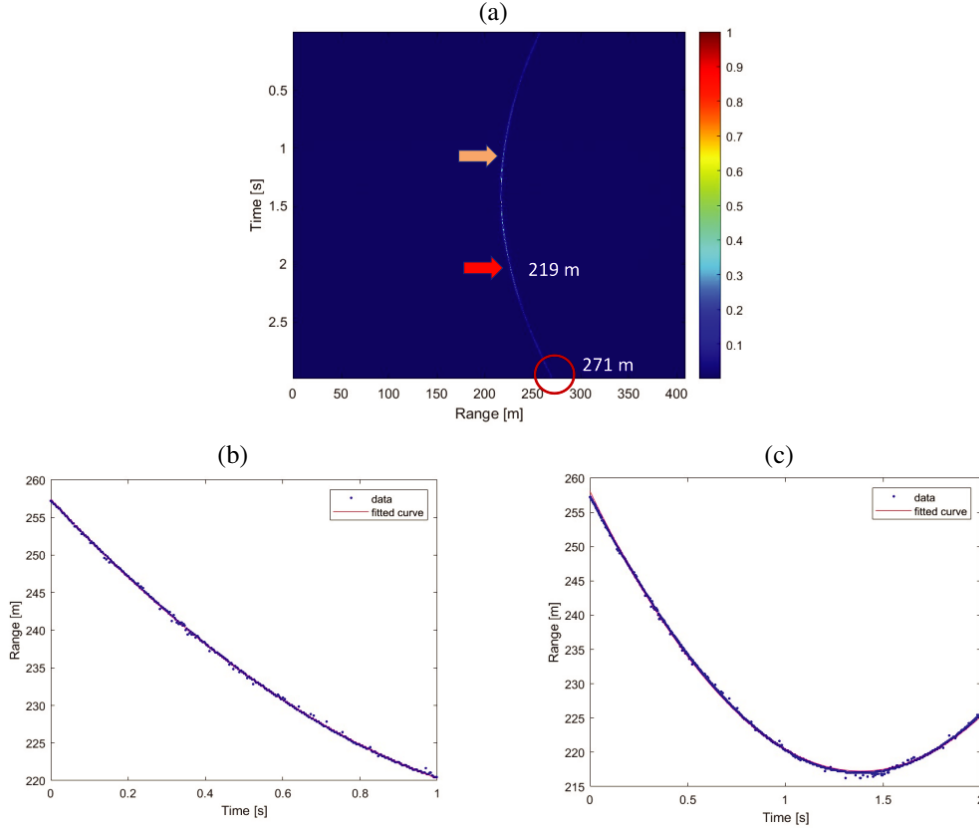 (a)
1
0.9
0.8
0.7
0.6
0.5
0.4
0.3
0.2
0.1
0.5
1
1.5
2
2.5
Time [s]
219 m
271 m
0 50 100 150 200 250 300 350 400
Range [m]
(b)
260
255
250
245
240
235
230
225
220
Range [m]
data
fitted curve
0 0.2 0.4 0.6 0.8 1
Time [s]
(c)
260
255
250
245
240
235
230
225
220
215
Range [m]
data
fitted curve
0 0.5 1 1.5 2
Time [s]